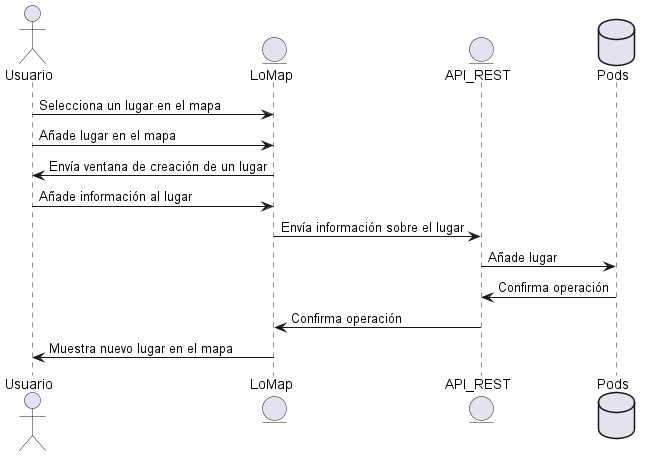 Usuario
LoMap
API_REST
Pods
Selecciona un lugar en el mapa
Añade lugar en el mapa
Envía ventana de creación de un lugar
Añade información al lugar
Envía información sobre el lugar
Añade lugar
Confirma operación
Confirma operación
Muestra nuevo lugar en el mapa
Usuario
LoMap
API_REST
Pods